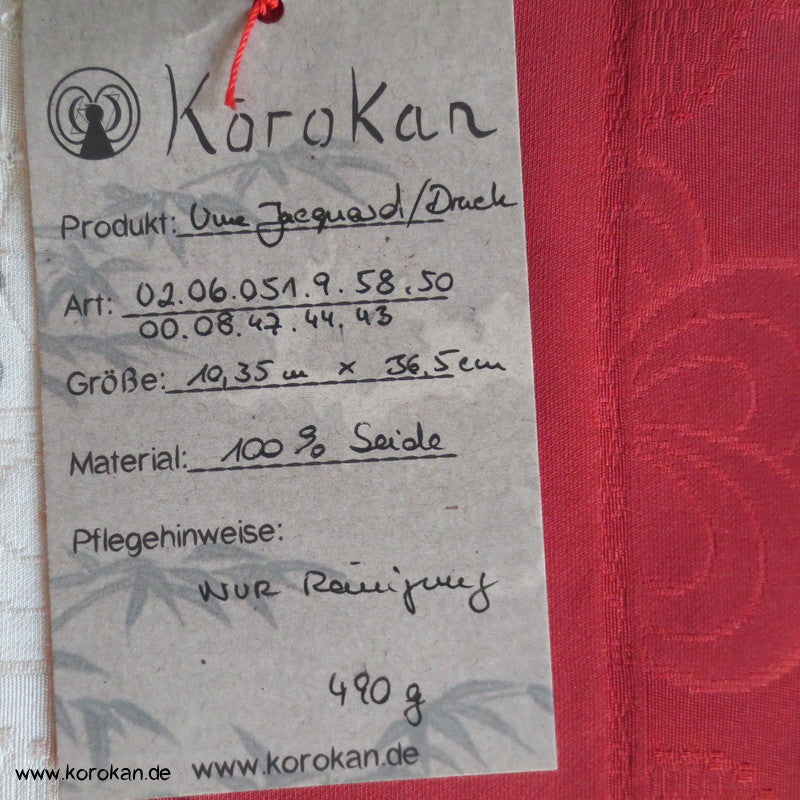 Korokan
Produkt: Ume Jacquard/Druck
Art: 02.06.051.9.58.50
00.08.47.44.43
Größe: 10,35 m x 36,5 cm
Material: 100 % Seide
Pflegehinweise:
NUR Reinigung
490 g
www.korokan.de
www.korokan.de